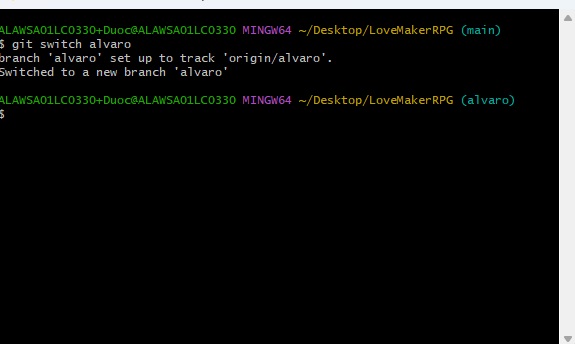 ALAWSA01LC0330+Duoc@ALAWSA01LC0330 MINGW64 ~/Desktop/LoveMakerRPG (main)
$ git switch alvaro
branch 'alvaro' set up to track 'origin/alvaro'.
Switched to a new branch 'alvaro'
ALAWSA01LC0330+Duoc@ALAWSA01LC0330 MINGW64 ~/Desktop/LoveMakerRPG (alvaro)
$